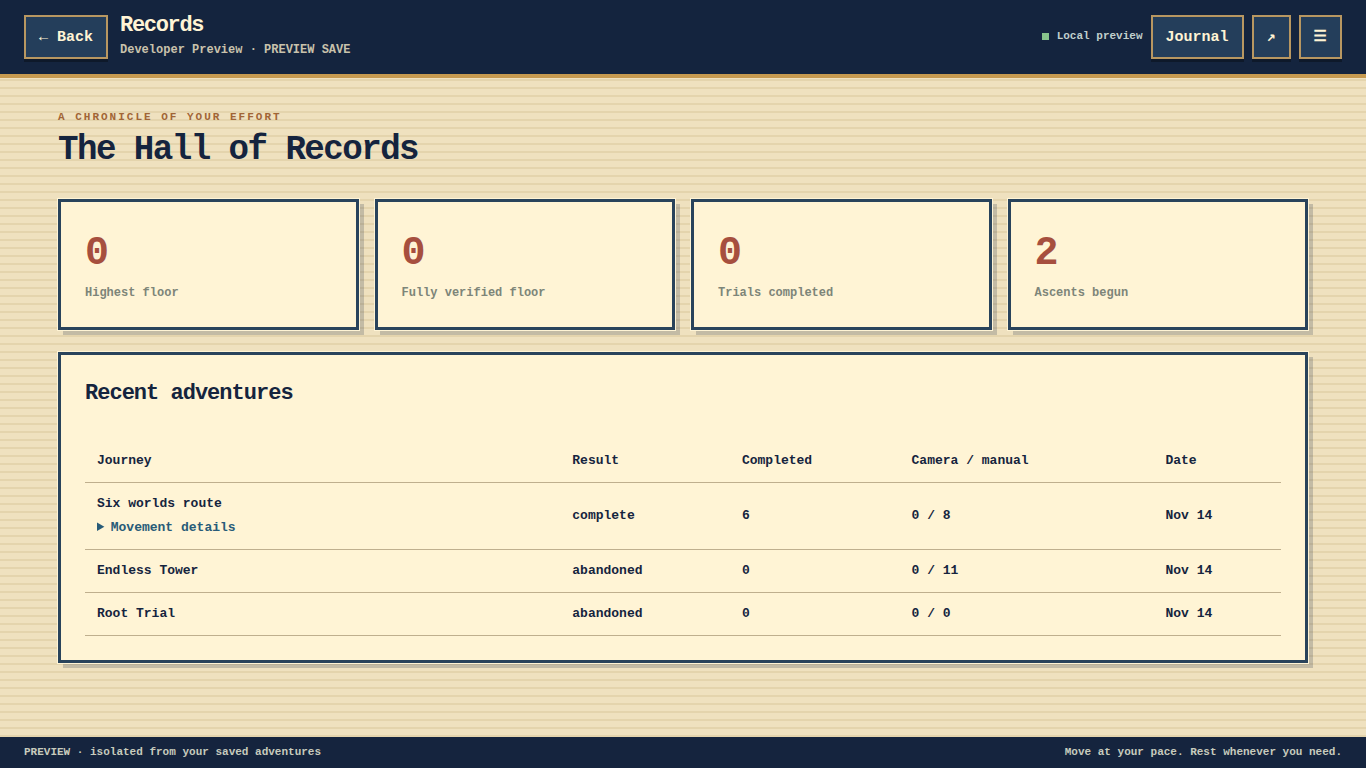 ← Back
Records
Developer Preview · PREVIEW SAVE
Local preview
Journal
↗
☰
A CHRONICLE OF YOUR EFFORT
The Hall of Records
0
Highest floor
0
Fully verified floor
0
Trials completed
2
Ascents begun
Recent adventures
Journey Result Completed Camera / manual Date
Six worlds route
▶ Movement details
complete 6 0 / 8 Nov 14
Endless Tower abandoned 0 0 / 11 Nov 14
Root Trial abandoned 0 0 / 0 Nov 14
PREVIEW · isolated from your saved adventures
Move at your pace. Rest whenever you need.